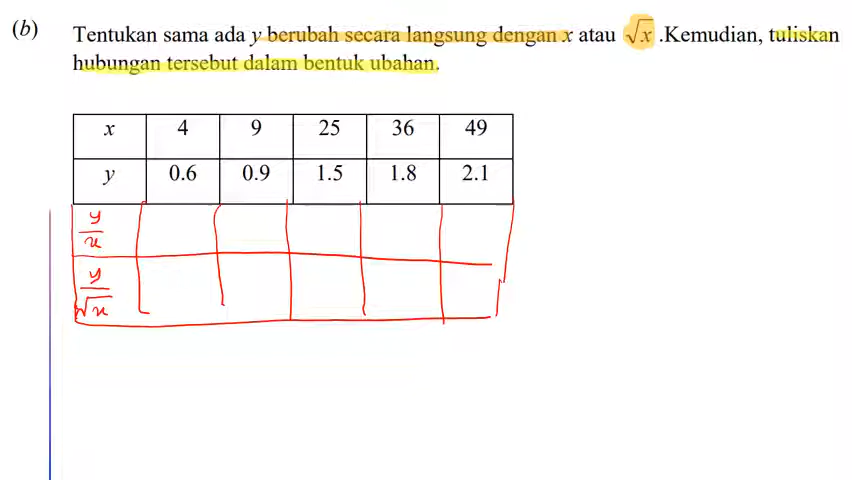 (b) Tentukan sama ada y berubah secara langsung dengan x atau √x .Kemudian, tuliskan
hubungan tersebut dalam bentuk ubahan.
x 4 9 25 36 49
y 0.6 0.9 1.5 1.8 2.1
y/x
y/√x